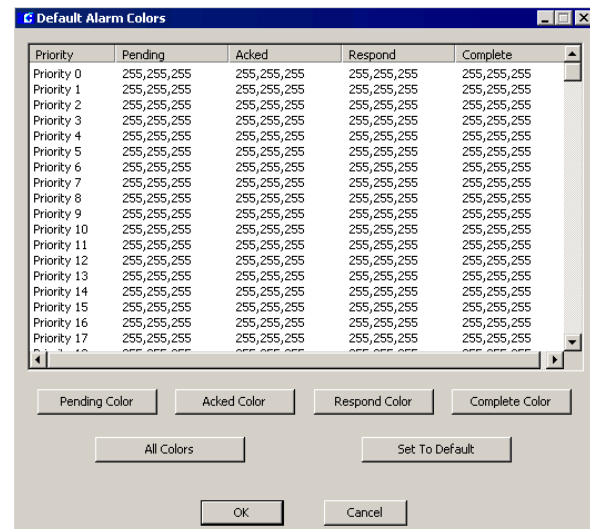 Default Alarm Colors
Priority Pending Acked Respond Complete
Priority 0 255,255,255 255,255,255 255,255,255 255,255,255
Priority 1 255,255,255 255,255,255 255,255,255 255,255,255
Priority 2 255,255,255 255,255,255 255,255,255 255,255,255
Priority 3 255,255,255 255,255,255 255,255,255 255,255,255
Priority 4 255,255,255 255,255,255 255,255,255 255,255,255
Priority 5 255,255,255 255,255,255 255,255,255 255,255,255
Priority 6 255,255,255 255,255,255 255,255,255 255,255,255
Priority 7 255,255,255 255,255,255 255,255,255 255,255,255
Priority 8 255,255,255 255,255,255 255,255,255 255,255,255
Priority 9 255,255,255 255,255,255 255,255,255 255,255,255
Priority 10 255,255,255 255,255,255 255,255,255 255,255,255
Priority 11 255,255,255 255,255,255 255,255,255 255,255,255
Priority 12 255,255,255 255,255,255 255,255,255 255,255,255
Priority 13 255,255,255 255,255,255 255,255,255 255,255,255
Priority 14 255,255,255 255,255,255 255,255,255 255,255,255
Priority 15 255,255,255 255,255,255 255,255,255 255,255,255
Priority 16 255,255,255 255,255,255 255,255,255 255,255,255
Priority 17 255,255,255 255,255,255 255,255,255 255,255,255
Pending Color Acked Color Respond Color Complete Color
All Colors Set To Default
OK Cancel